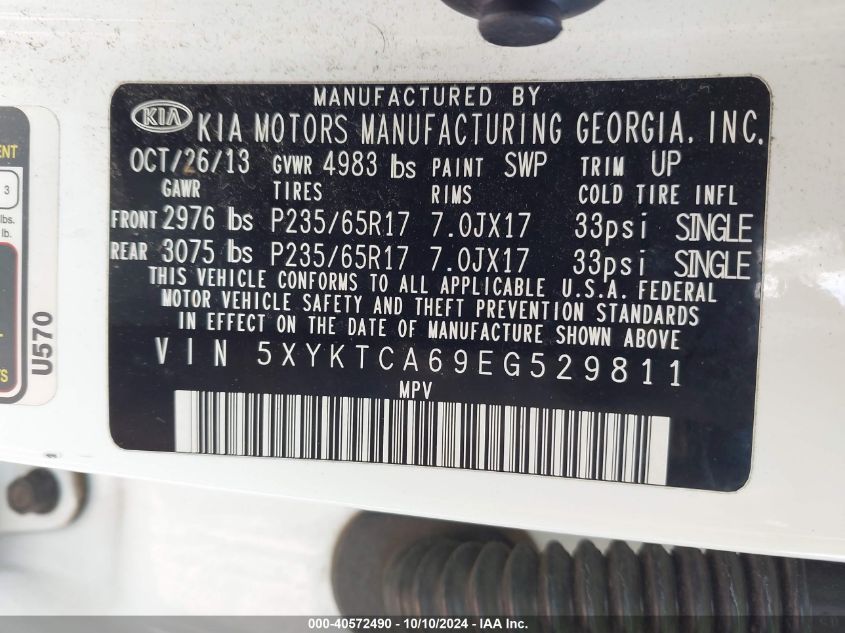 MANUFACTURED BY
KIA KIA MOTORS MANUFACTURING GEORGIA, INC.
OCT/26/13 GVWR 4983 lbs PAINT SWP TRIM UP
GAWR TIRES RIMS COLD TIRE INFL
FRONT 2976 lbs P235/65R17 7.0JX17 33psi SINGLE
REAR 3075 lbs P235/65R17 7.0JX17 33psi SINGLE
THIS VEHICLE CONFORMS TO ALL APPLICABLE U.S.A. FEDERAL
MOTOR VEHICLE SAFETY AND THEFT PREVENTION STANDARDS
IN EFFECT ON THE DATE OF MANUFACTURE SHOWN ABOVE
VIN 5XYKTCA69EG529811
MPV
3
lbs.
lb.
U570
000-40572490 - 10/10/2024 - IAA Inc.